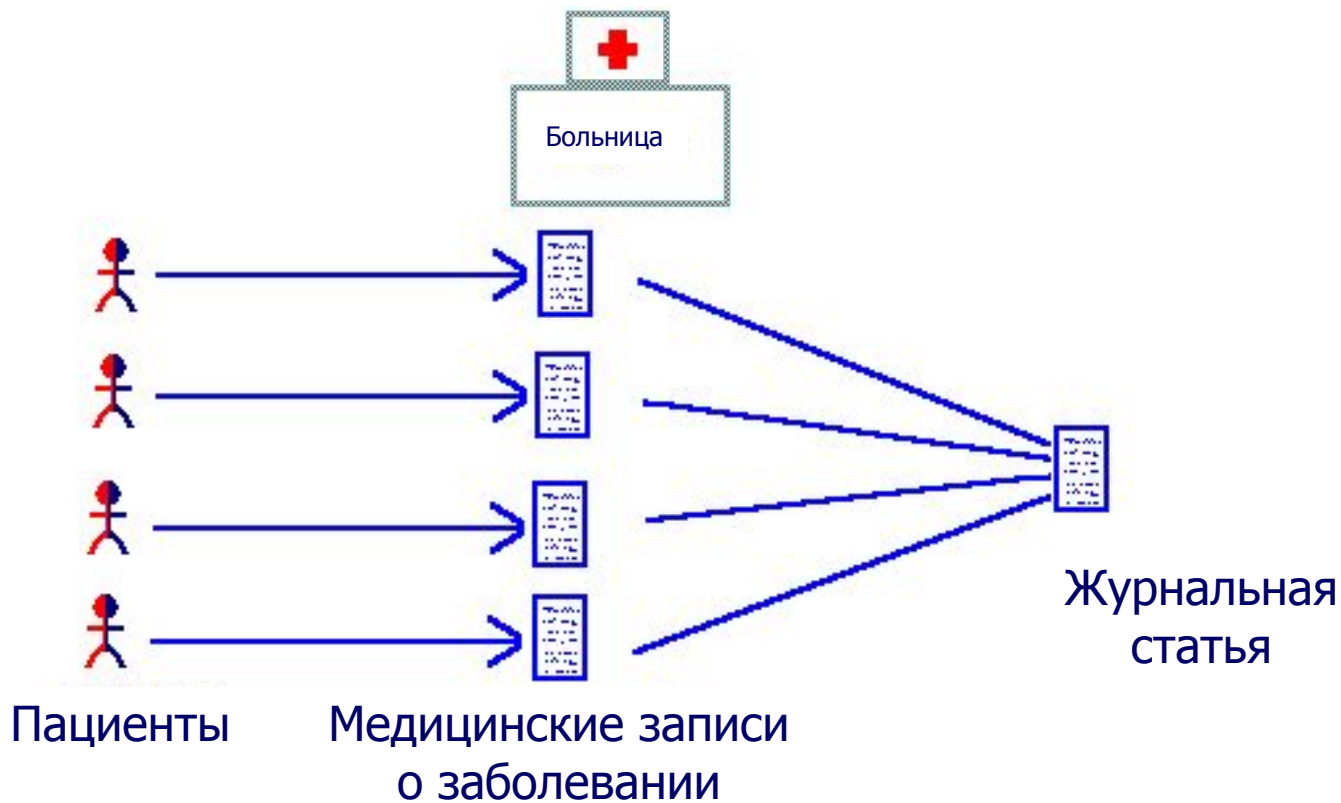 Больница
Журнальная
статья
Пациенты
Медицинские записи
о заболевании